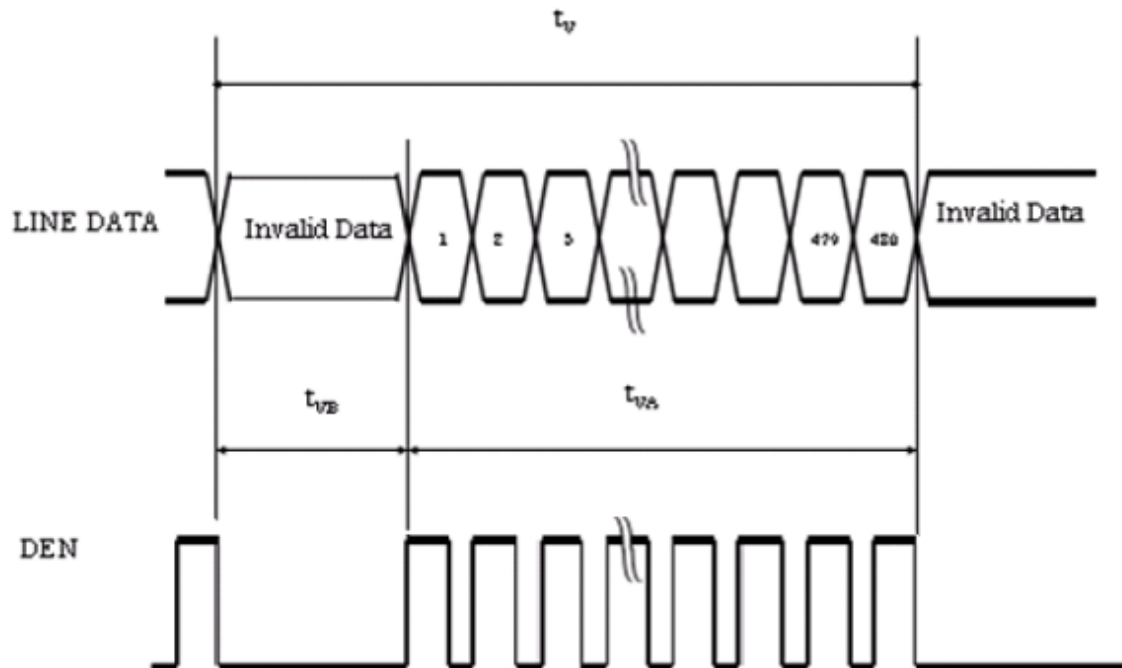 tV
LINE DATA
Invalid Data
1
2
3
479
480
Invalid Data
tVB
tVA
DEN